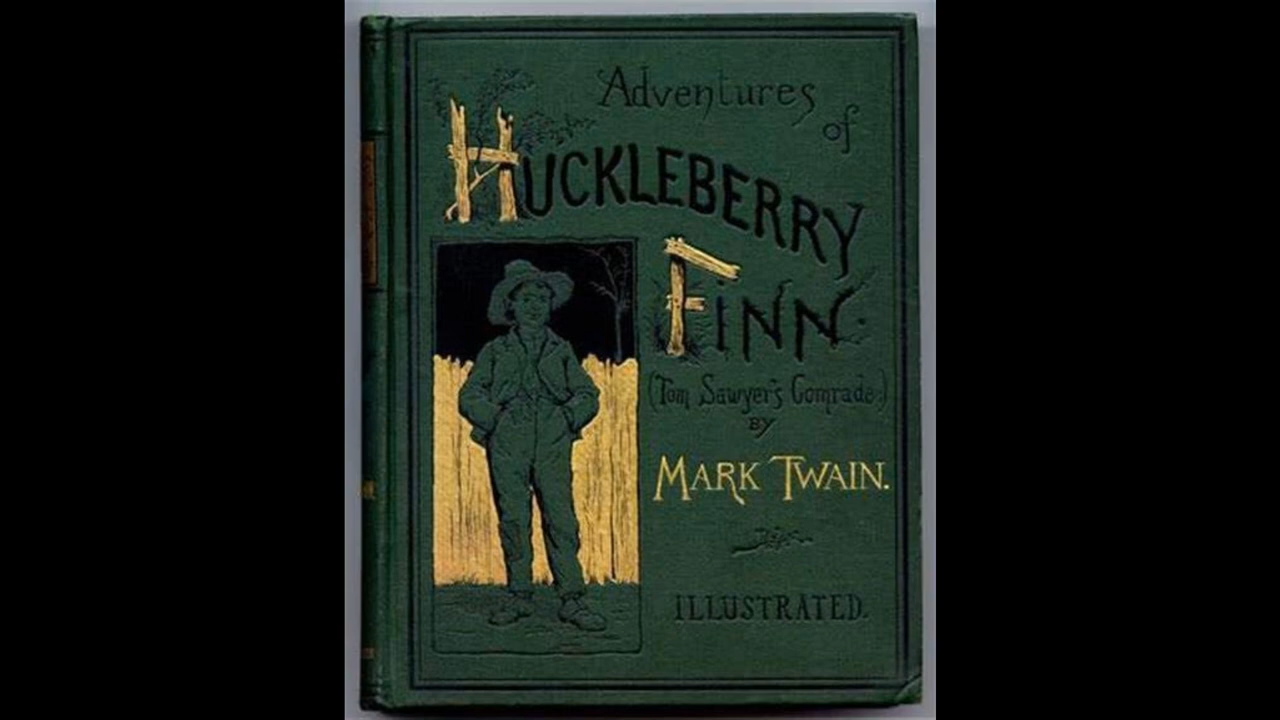 Adventures
of
HUCKLEBERRY
FINN.
(Tom Sawyer's Comrade.)
BY
MARK TWAIN.
ILLUSTRATED.